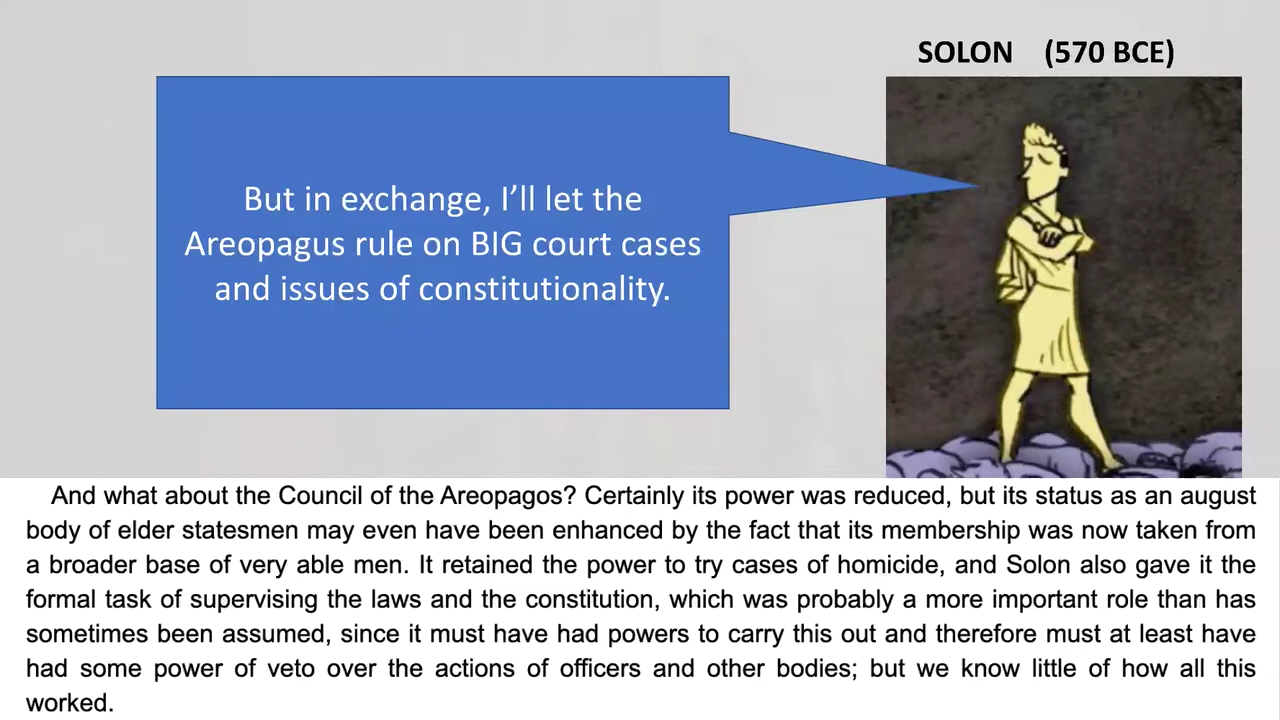 SOLON (570 BCE)
But in exchange, I’ll let the
Areopagus rule on BIG court cases
and issues of constitutionality.
And what about the Council of the Areopagos? Certainly its power was reduced, but its status as an august
body of elder statesmen may even have been enhanced by the fact that its membership was now taken from
a broader base of very able men. It retained the power to try cases of homicide, and Solon also gave it the
formal task of supervising the laws and the constitution, which was probably a more important role than has
sometimes been assumed, since it must have had powers to carry this out and therefore must at least have
had some power of veto over the actions of officers and other bodies; but we know little of how all this
worked.